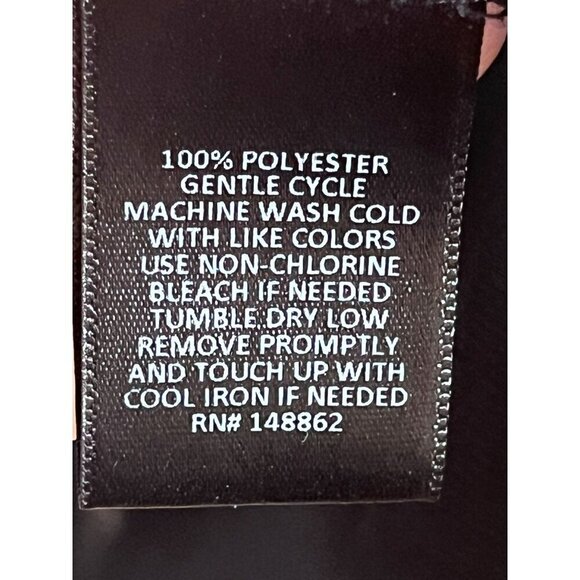 100% POLYESTER
GENTLE CYCLE
MACHINE WASH COLD
WITH LIKE COLORS
USE NON-CHLORINE
BLEACH IF NEEDED
TUMBLE DRY LOW
REMOVE PROMPTLY
AND TOUCH UP WITH
COOL IRON IF NEEDED
RN# 148862